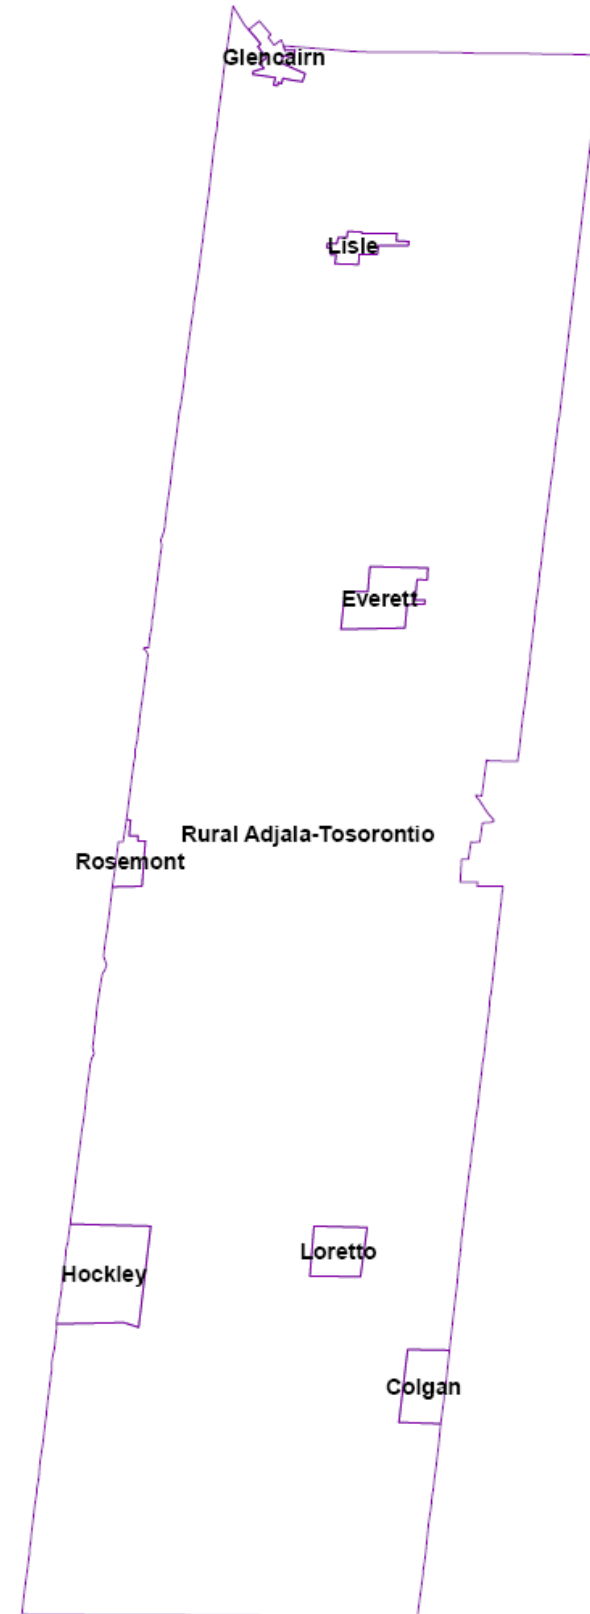 Glencairn
Lisle
Everett
Rural Adjala-Tosorontio
Rosemont
Loretto
Hockley
Colgan